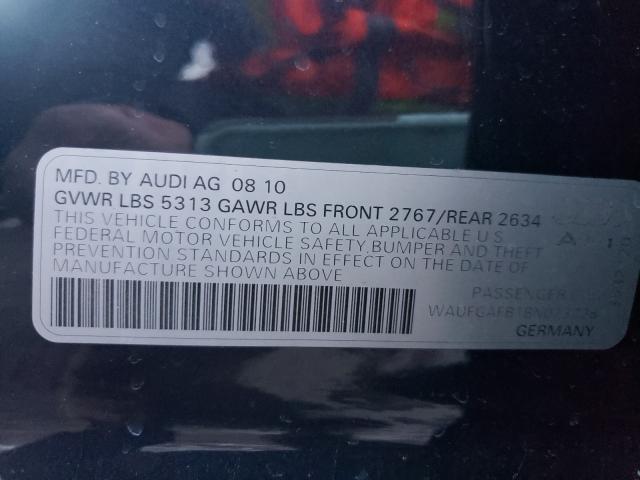 MFD. BY AUDI AG 08 10
GVWR LBS 5313 GAWR LBS FRONT 2767/REAR 2634
THIS VEHICLE CONFORMS TO ALL APPLICABLE U S
FEDERAL MOTOR VEHICLE SAFETY,BUMPER AND THEFT
PREVENTION STANDARDS IN EFFECT ON THE DATE OF
MANUFACTURE SHOWN ABOVE
PASSENGER
GERMANY